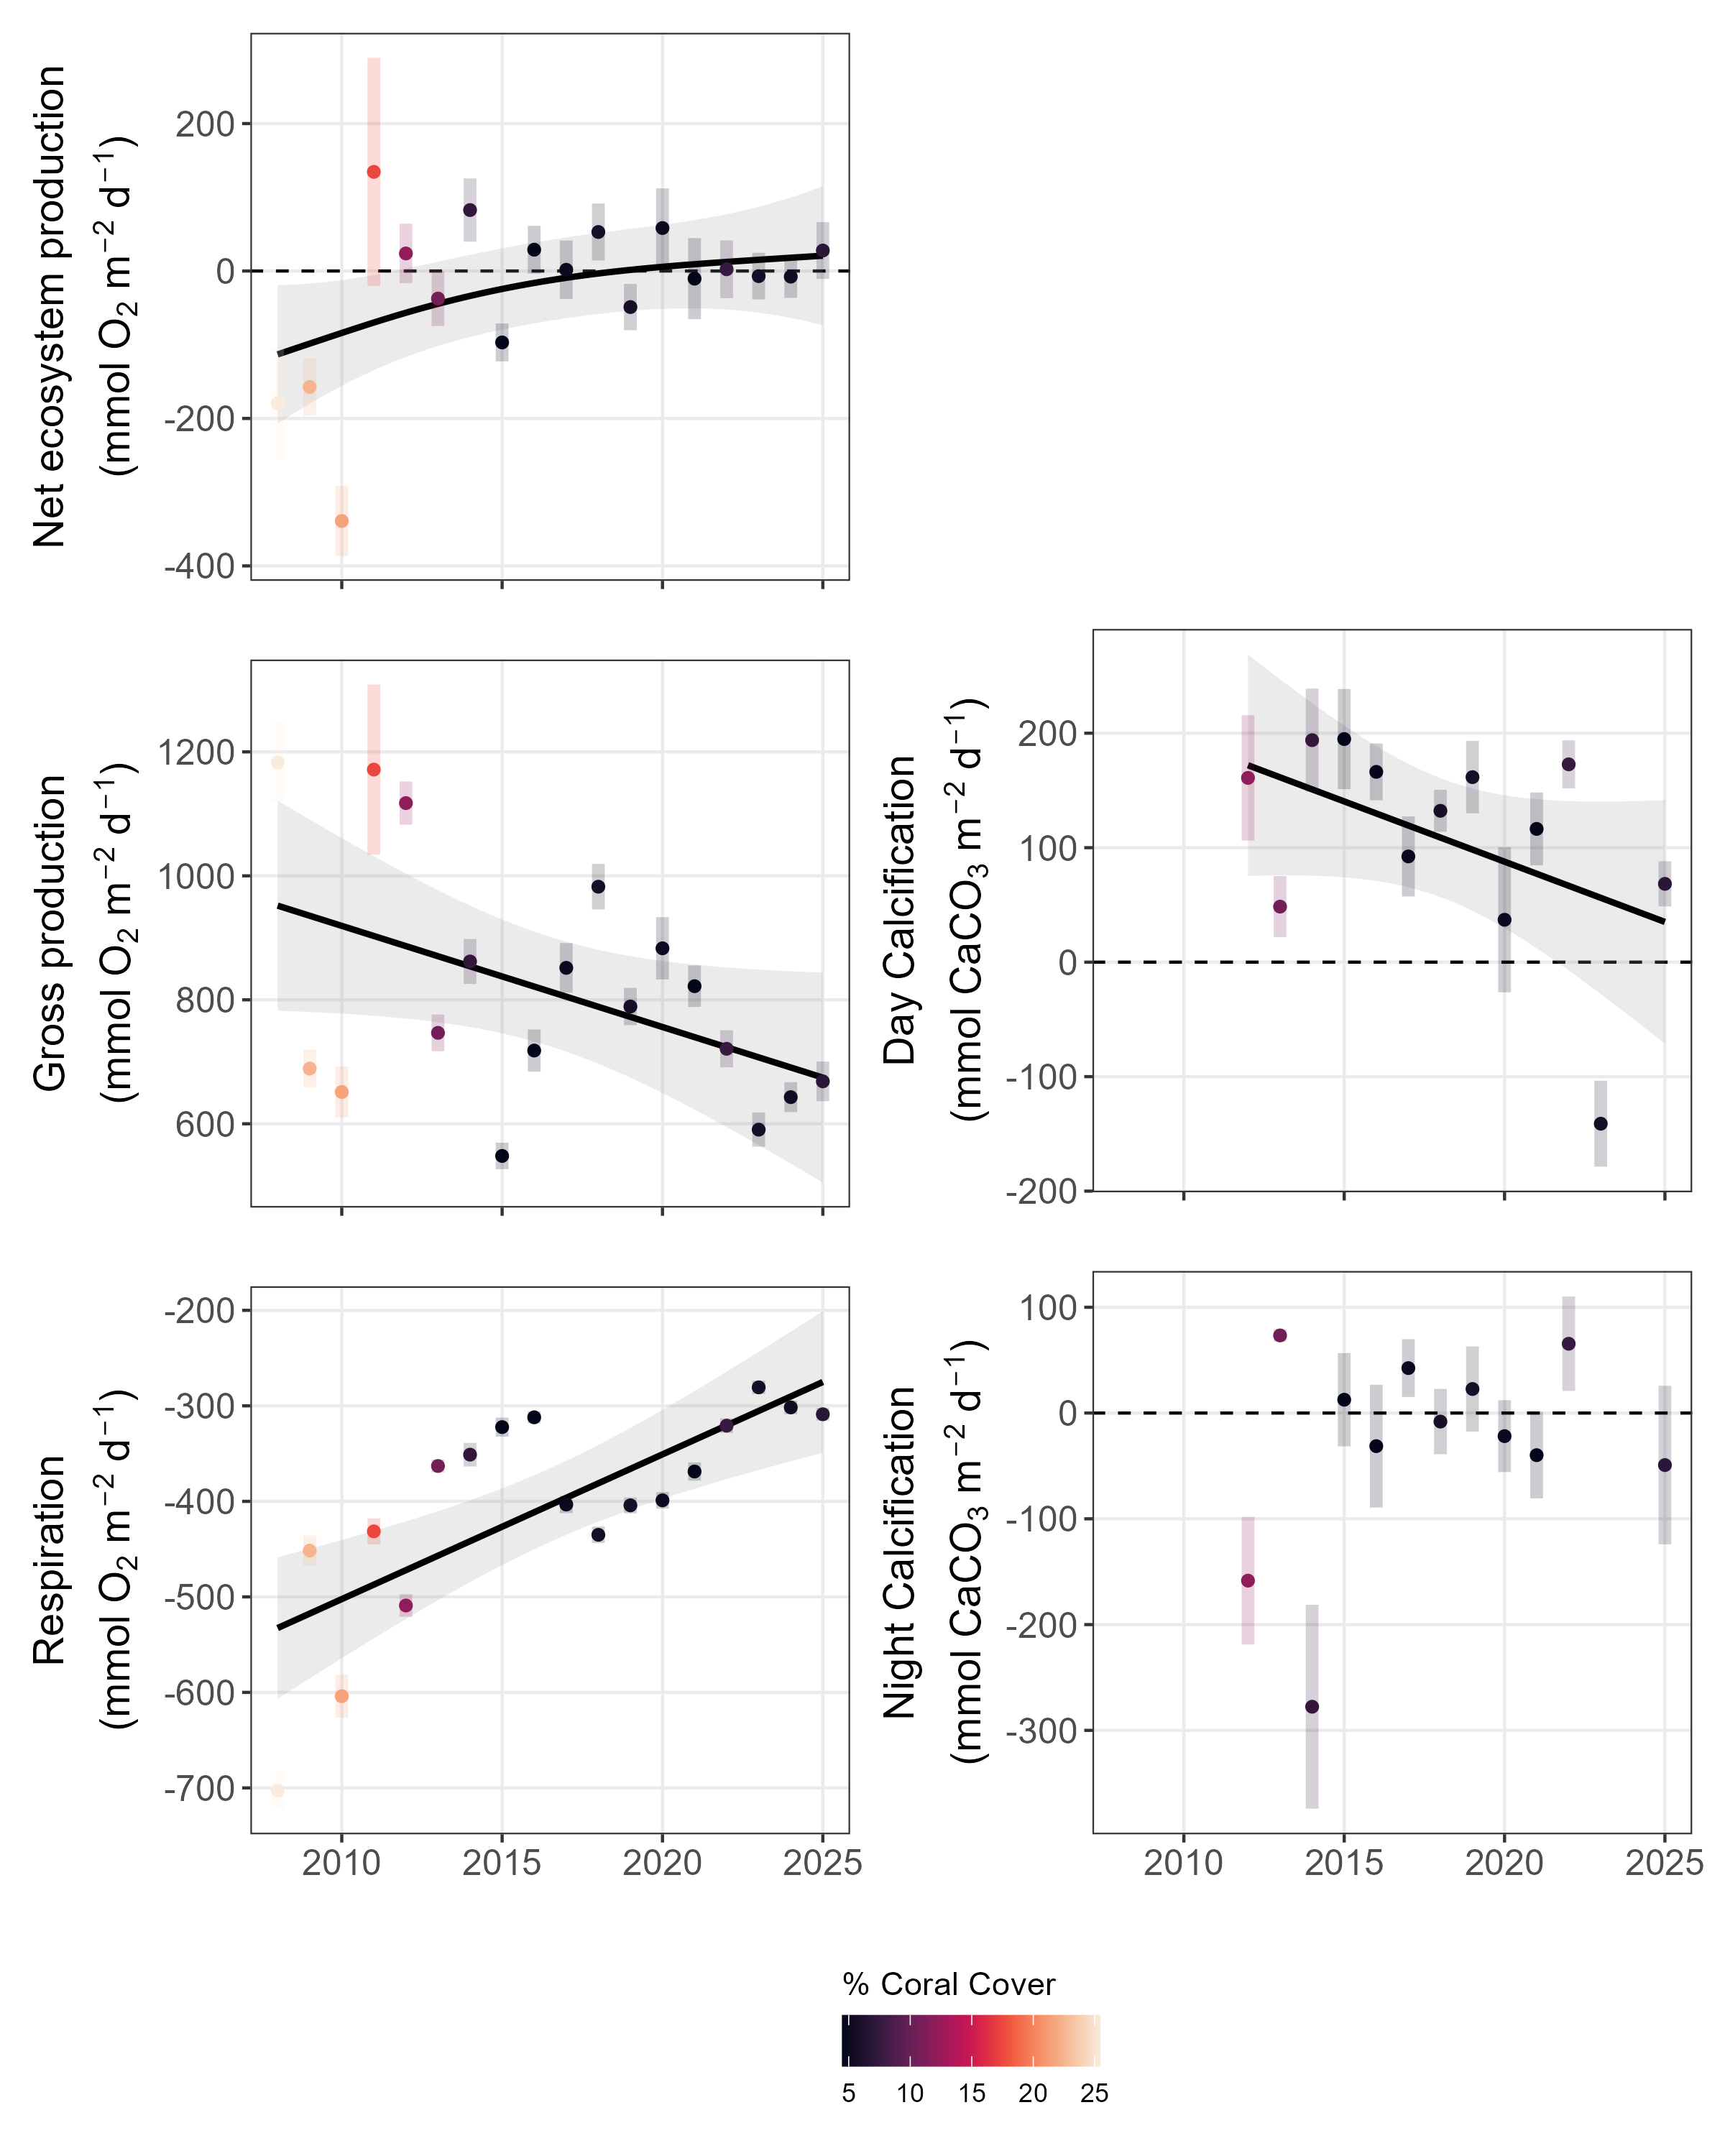 Net ecosystem production
(mmol O₂ m⁻² d⁻¹)
200
0
-200
-400
Gross production
(mmol O₂ m⁻² d⁻¹)
1200
1000
800
600
Day Calcification
(mmol CaCO₃ m⁻² d⁻¹)
200
100
0
-100
-200
Respiration
(mmol O₂ m⁻² d⁻¹)
-200
-300
-400
-500
-600
-700
2010 2015 2020 2025
Night Calcification
(mmol CaCO₃ m⁻² d⁻¹)
100
0
-100
-200
-300
2010 2015 2020 2025
% Coral Cover
5 10 15 20 25